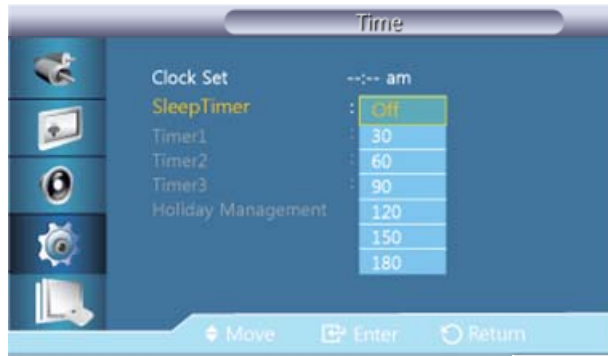 Time
Clock Set --:-- am
SleepTimer : Off
Timer1 : 30
Timer2 : 60
Timer3 : 90
Holiday Management 120
150
180
Move Enter Return